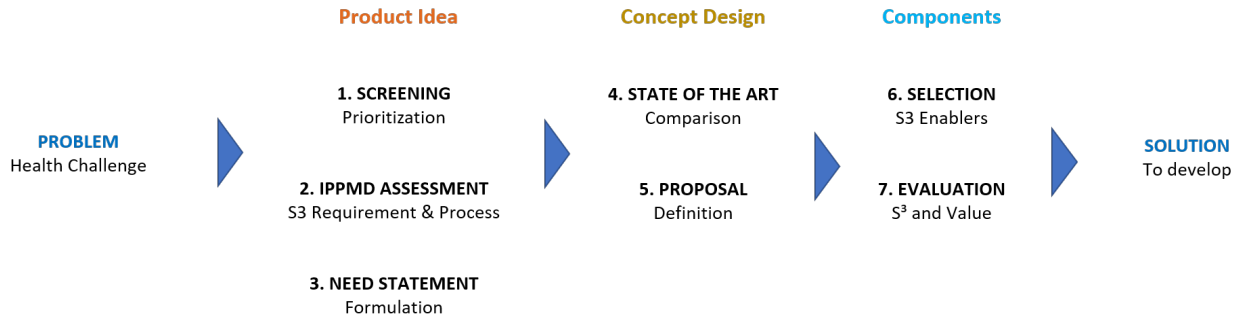 PROBLEM
Health Challenge
Product Idea
1. SCREENING
Prioritization
2. IPPMD ASSESSMENT
S3 Requirement & Process
3. NEED STATEMENT
Formulation
Concept Design
4. STATE OF THE ART
Comparison
5. PROPOSAL
Definition
Components
6. SELECTION
S3 Enablers
7. EVALUATION
S³ and Value
SOLUTION
To develop